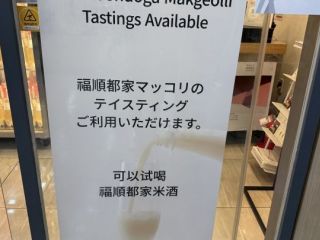 Makgeolli
Tastings Available
福順都家マッコリの
テイスティング
ご利用いただけます。
可以试喝
福順都家米酒